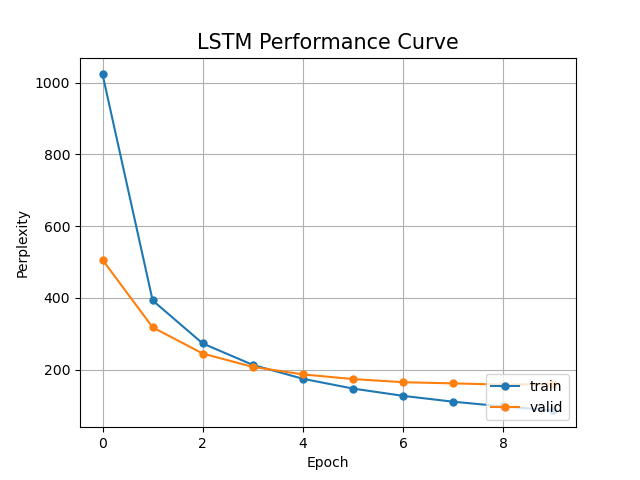 LSTM Performance Curve
1000
800
600
400
200
Perplexity
0 2 4 6 8
Epoch
train
valid